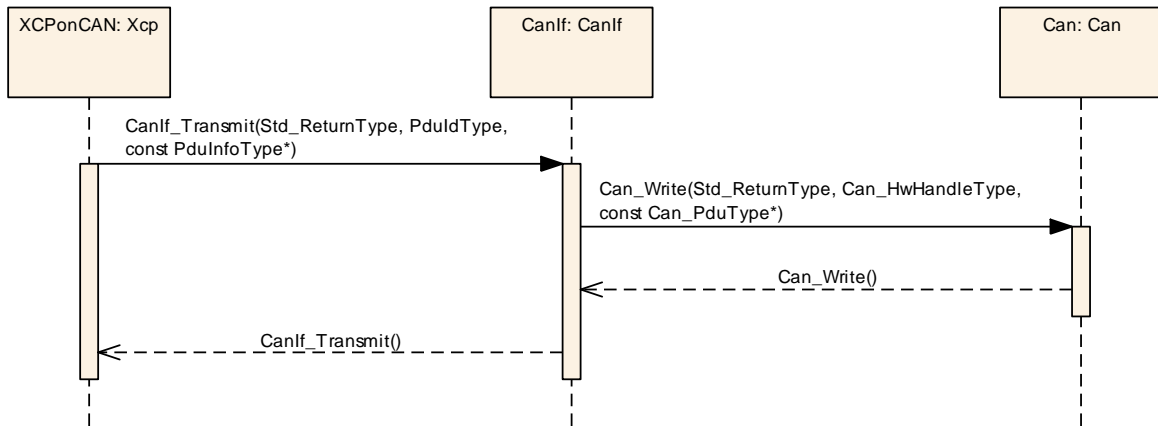 XCPonCAN: Xcp
CanIf: CanIf
Can: Can
CanIf_Transmit(Std_ReturnType, PduIdType,
const PduInfoType*)
Can_Write(Std_ReturnType, Can_HwHandleType,
const Can_PduType*)
Can_Write()
CanIf_Transmit()